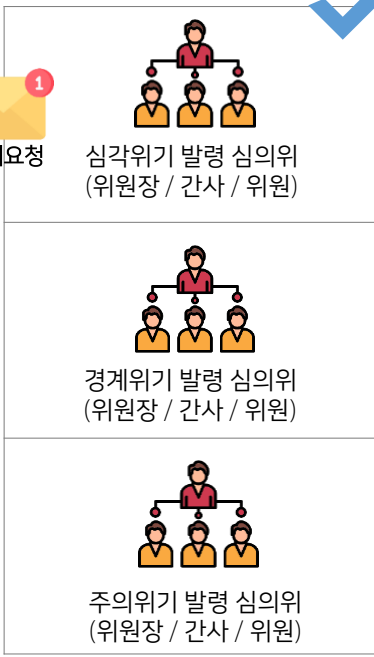 1
요청
심각위기 발령 심의위
(위원장 / 간사 / 위원)
경계위기 발령 심의위
(위원장 / 간사 / 위원)
주의위기 발령 심의위
(위원장 / 간사 / 위원)